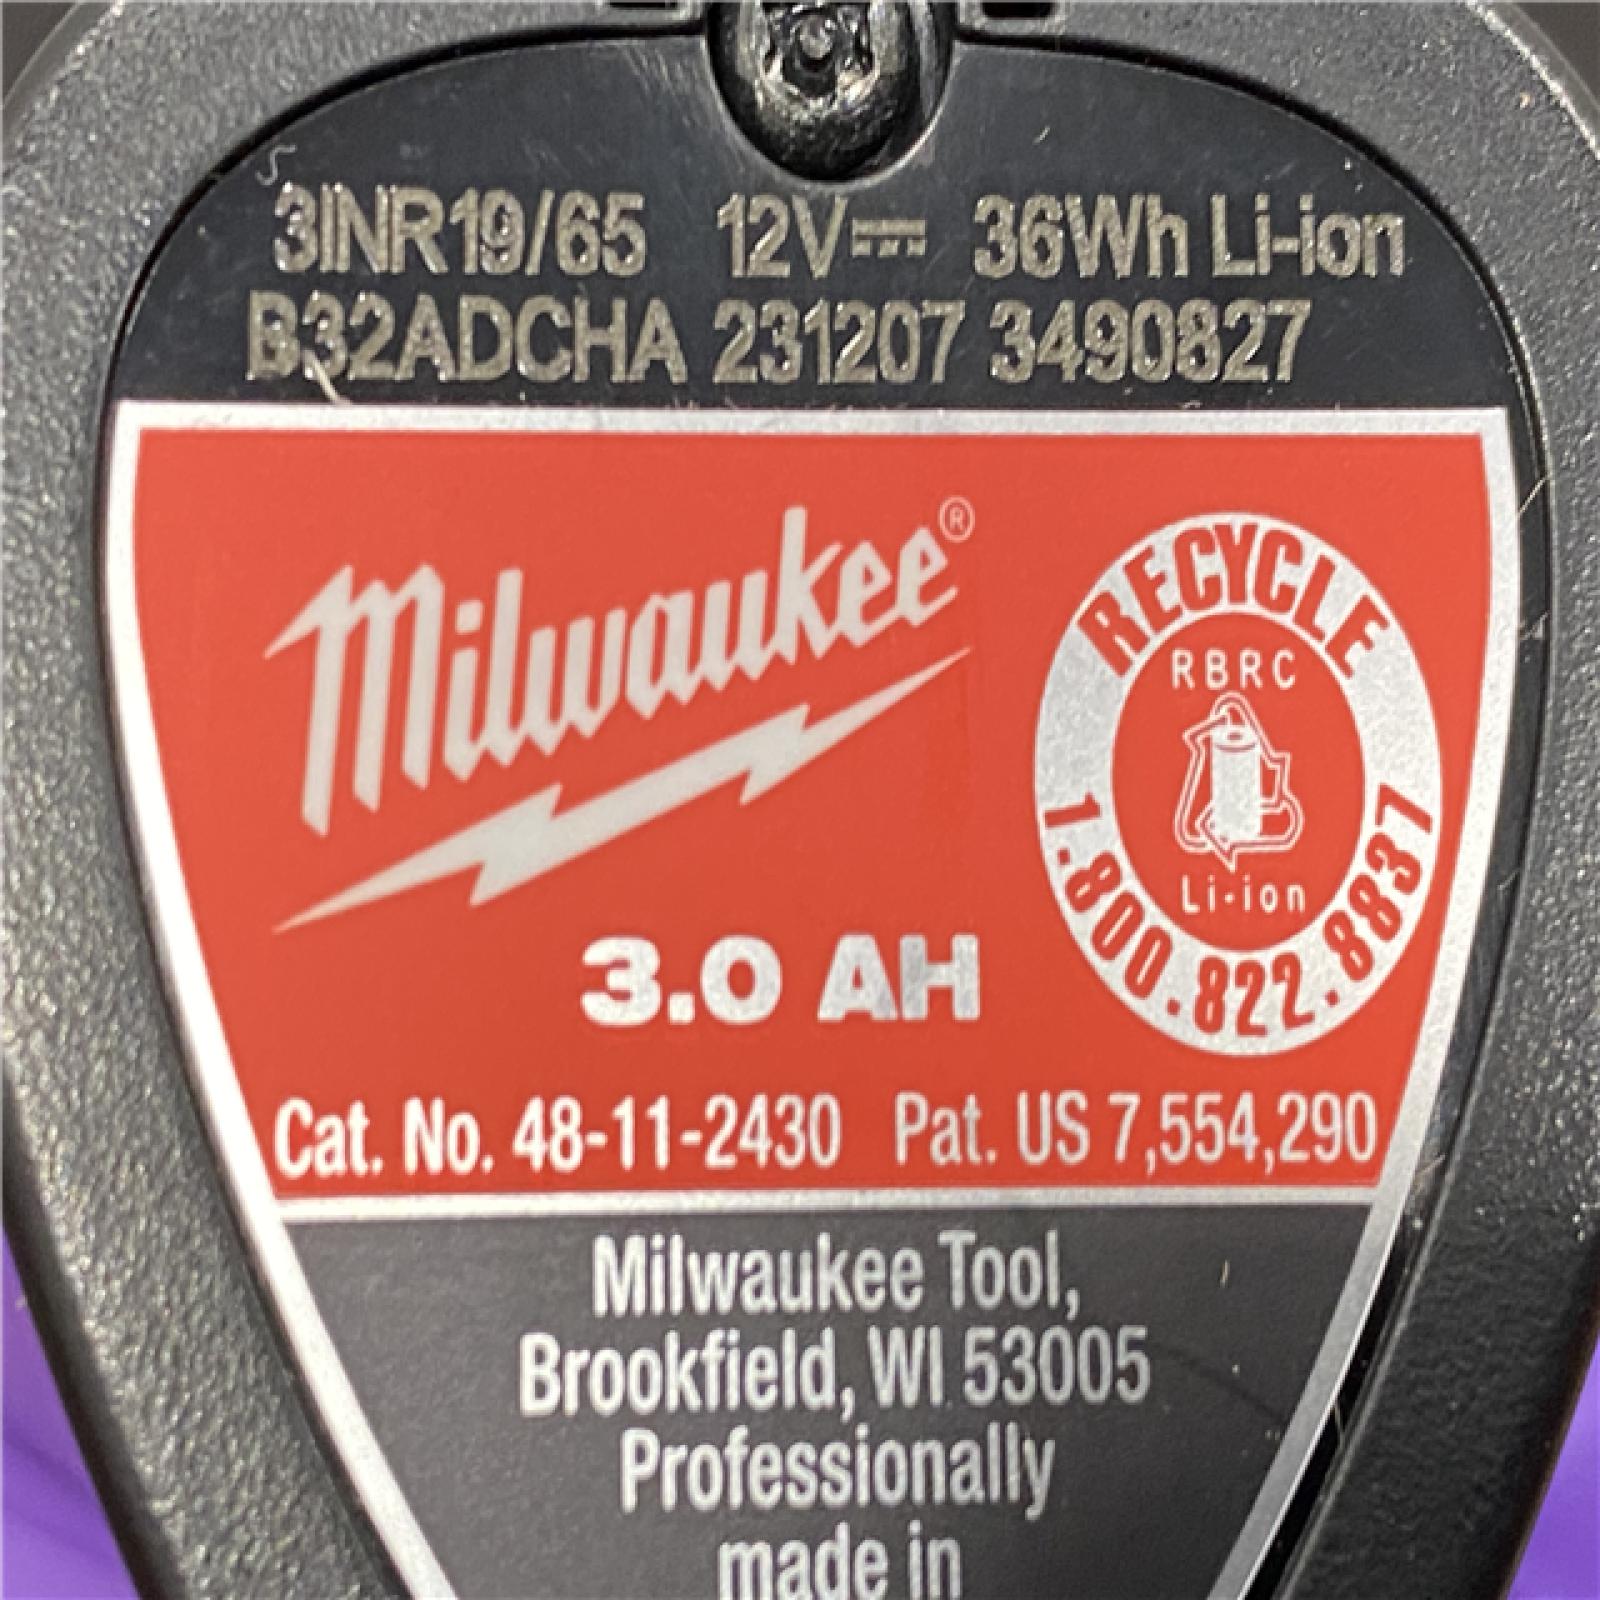 3INR19/65 12V⎓ 36Wh Li-ion
B32ADCHA 231207 3490827
Milwaukee®
RECYCLE
RBRC
Li-ion
1.800.822.8837
3.0 AH
Cat. No. 48-11-2430 Pat. US 7,554,290
Milwaukee Tool,
Brookfield, WI 53005
Professionally
made in